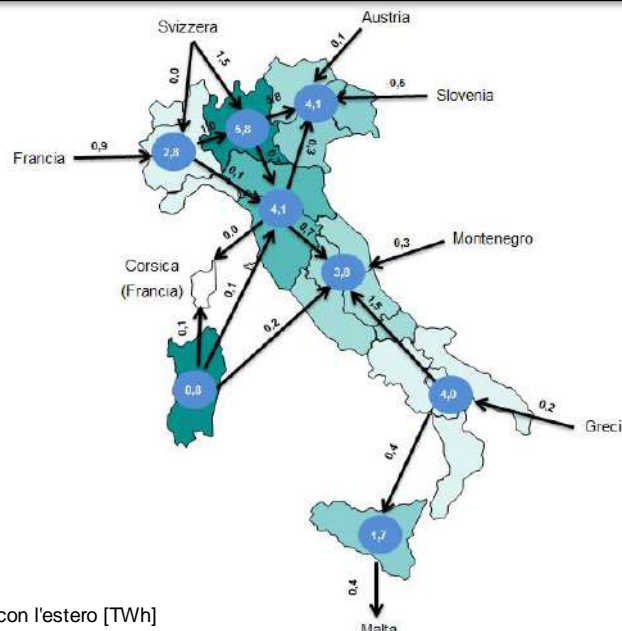 Austria
Svizzera
0,1
1,5
0,0
0,5
Slovenia
4,1
5,8
Francia
0,9
2,8
0,3
0,1
4,1
0,7
0,0
Montenegro
0,3
Corsica
(Francia)
3,8
0,1
0,1
0,2
1,5
0,8
4,0
0,2
Greci
0,4
1,7
0,4
con l'estero [TWh]
Malta